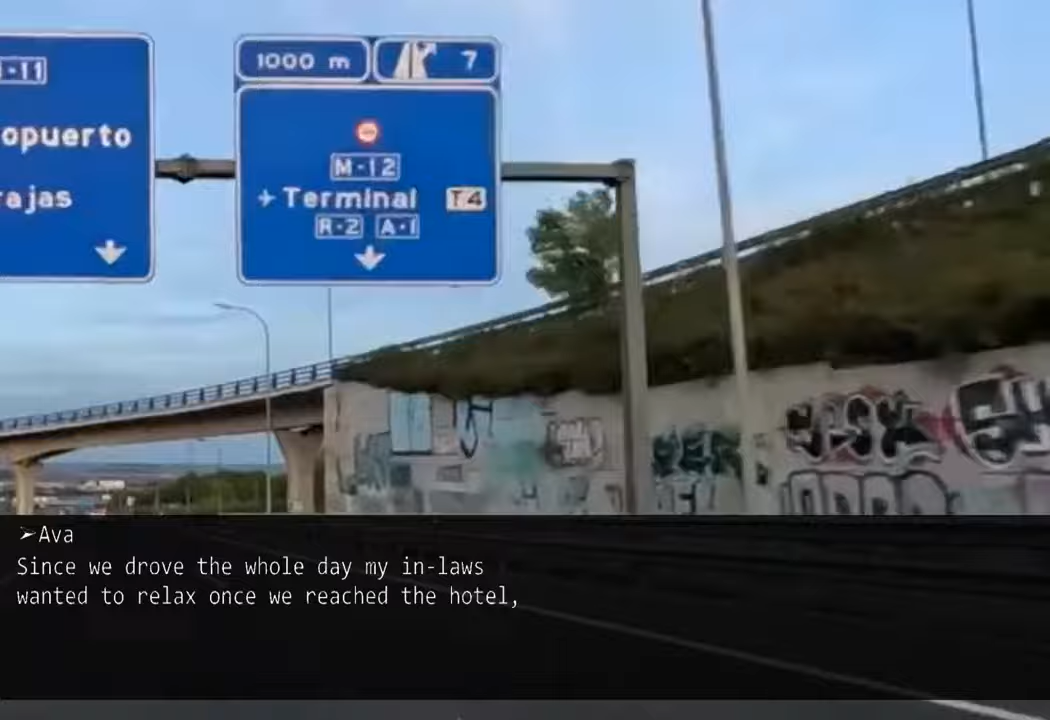 -11
opuerto
rajas
1000 m 7
M-12
Terminal T4
R-2 A-1
➢Ava
Since we drove the whole day my in-laws
wanted to relax once we reached the hotel,